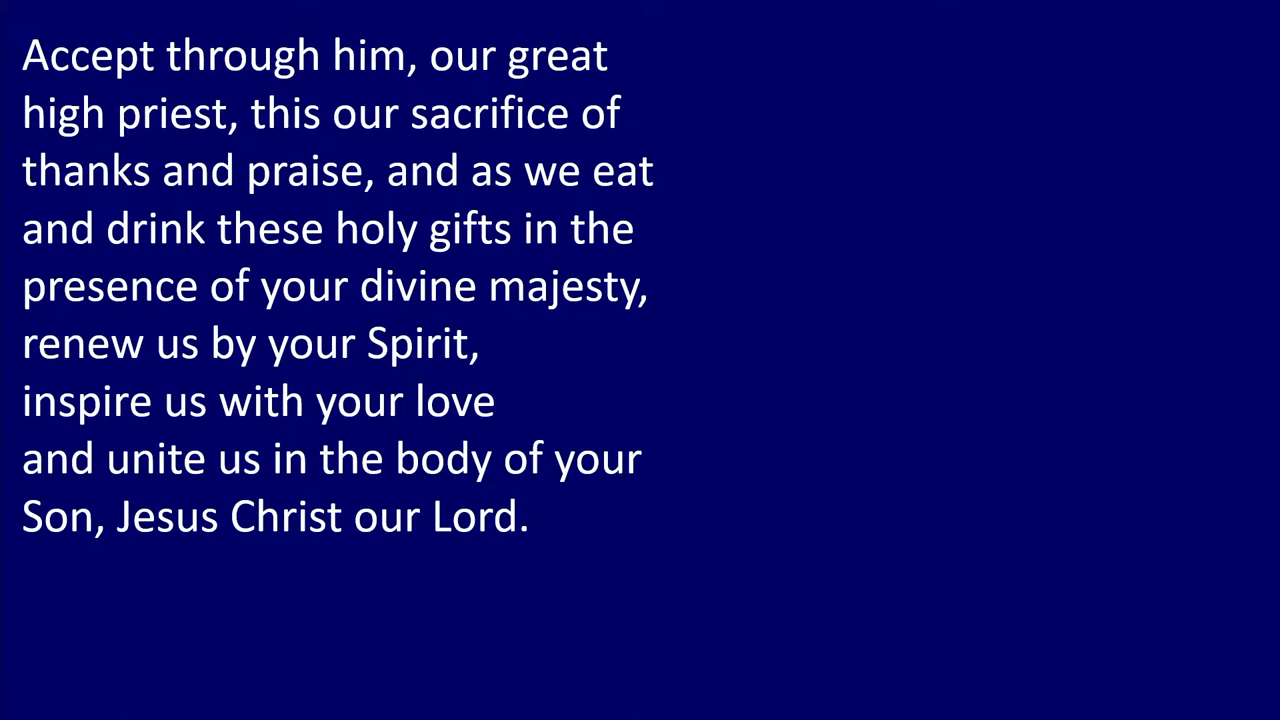 Accept through him, our great
high priest, this our sacrifice of
thanks and praise, and as we eat
and drink these holy gifts in the
presence of your divine majesty,
renew us by your Spirit,
inspire us with your love
and unite us in the body of your
Son, Jesus Christ our Lord.